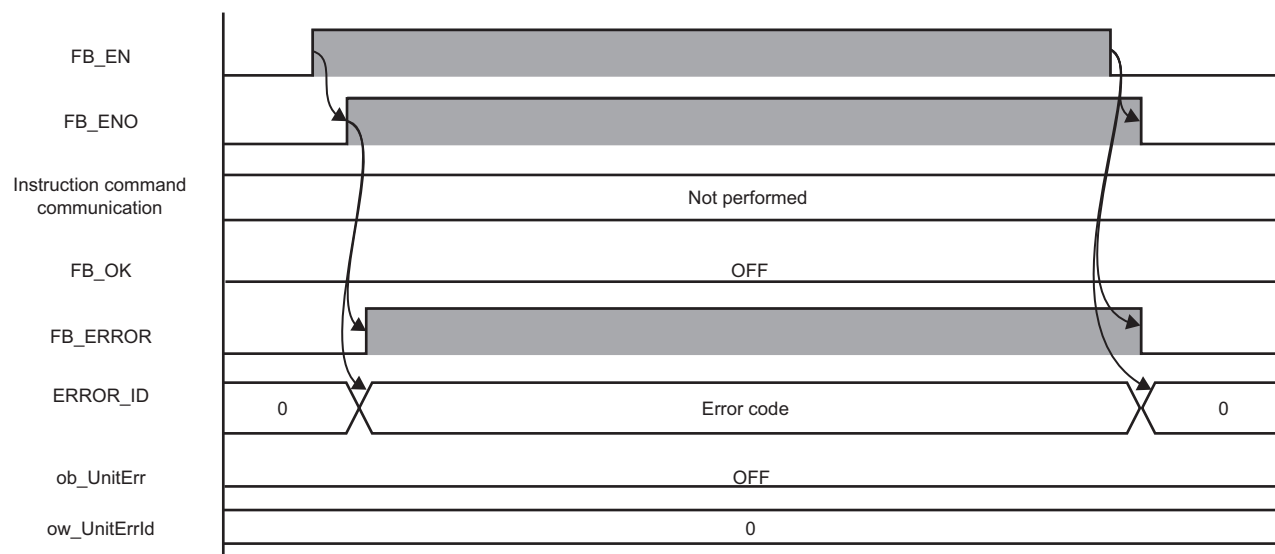 FB_EN
FB_ENO
Instruction command
communication
Not performed
FB_OK
OFF
FB_ERROR
ERROR_ID
0
Error code
0
ob_UnitErr
OFF
ow_UnitErrId
0